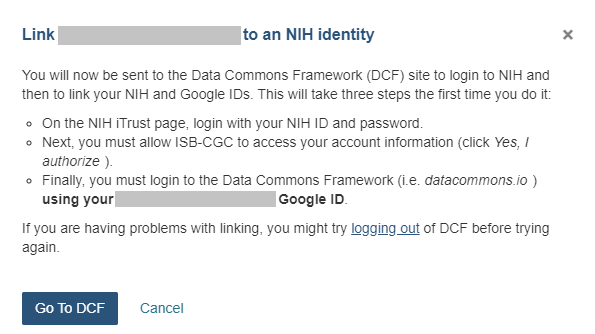 Link to an NIH identity ×
You will now be sent to the Data Commons Framework (DCF) site to login to NIH and
then to link your NIH and Google IDs. This will take three steps the first time you do it:
On the NIH iTrust page, login with your NIH ID and password.
Next, you must allow ISB-CGC to access your account information (click Yes, I
authorize ).
Finally, you must login to the Data Commons Framework (i.e. datacommons.io )
using your Google ID.
If you are having problems with linking, you might try logging out of DCF before trying
again.
Go To DCF Cancel